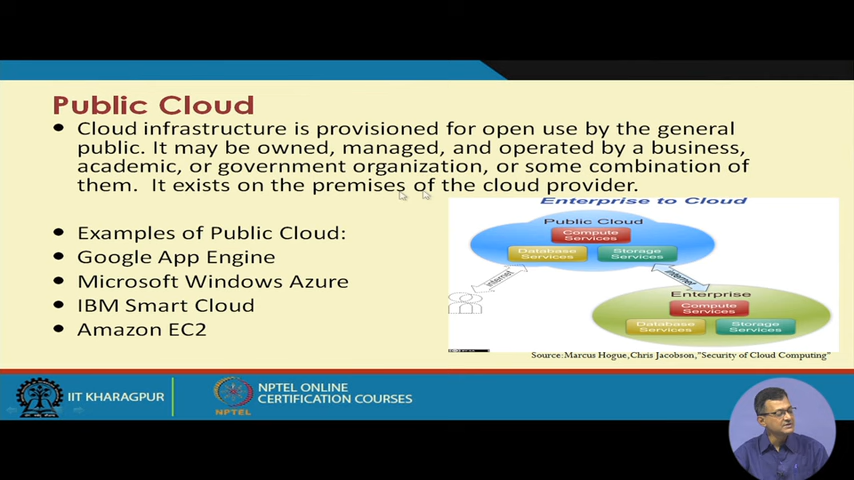 Public Cloud
• Cloud infrastructure is provisioned for open use by the general
public. It may be owned, managed, and operated by a business,
academic, or government organization, or some combination of
them. It exists on the premises of the cloud provider.
• Examples of Public Cloud:
• Google App Engine
• Microsoft Windows Azure
• IBM Smart Cloud
• Amazon EC2
Enterprise to Cloud
Public Cloud
Compute
Services
Database
Services
Storage
Services
Internet
Internet
Enterprise
Compute
Services
Database
Services
Storage
Services
Source:Marcus Hogue,Chris Jacobson,"Security of Cloud Computing"
IIT KHARAGPUR
NPTEL
NPTEL ONLINE
CERTIFICATION COURSES